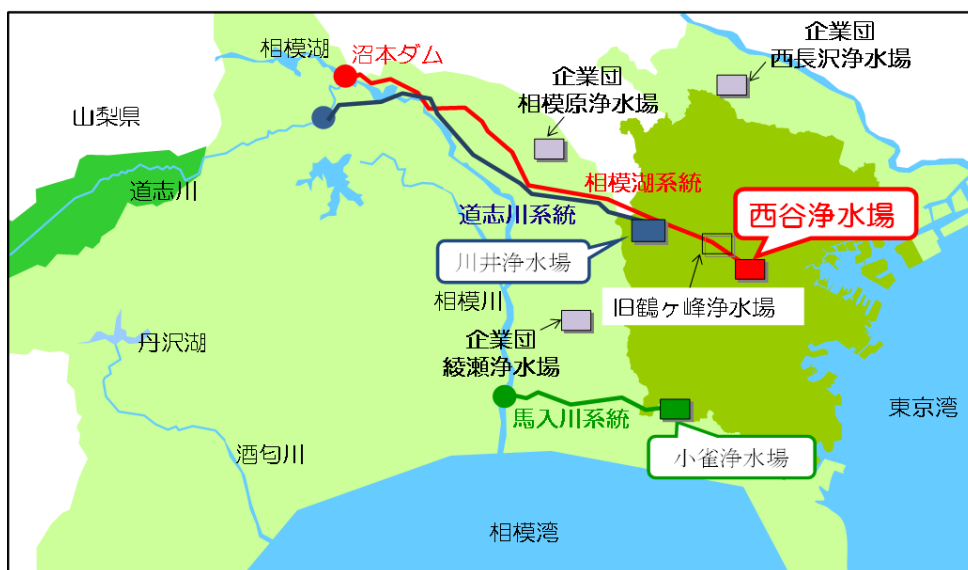 相模湖
沼本ダム
企業団
相模原浄水場
企業団
西長沢浄水場
山梨県
道志川
相模湖系統
道志川系統
西谷浄水場
川井浄水場
旧鶴ヶ峰浄水場
相模川
企業団
綾瀬浄水場
丹沢湖
馬入川系統
東京湾
酒匂川
小雀浄水場
相模湾